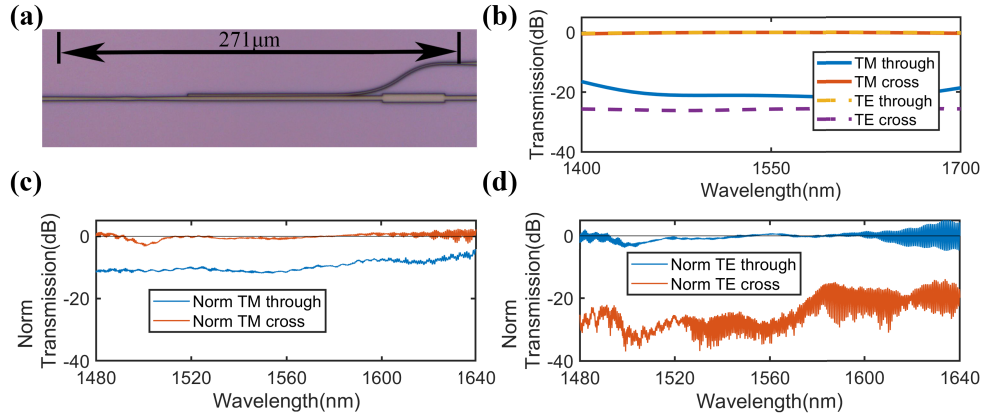 (a)
271μm
(b)
Transmission(dB)
0
-20
-40
TM through
TM cross
TE through
TE cross
1400
1550
1700
Wavelength(nm)
(c)
Norm
Transmission(dB)
0
-20
-40
Norm TM through
Norm TM cross
1480
1520
1560
1600
1640
Wavelength(nm)
(d)
Norm
Transmission(dB)
0
-20
-40
Norm TE through
Norm TE cross
1480
1520
1560
1600
1640
Wavelength(nm)